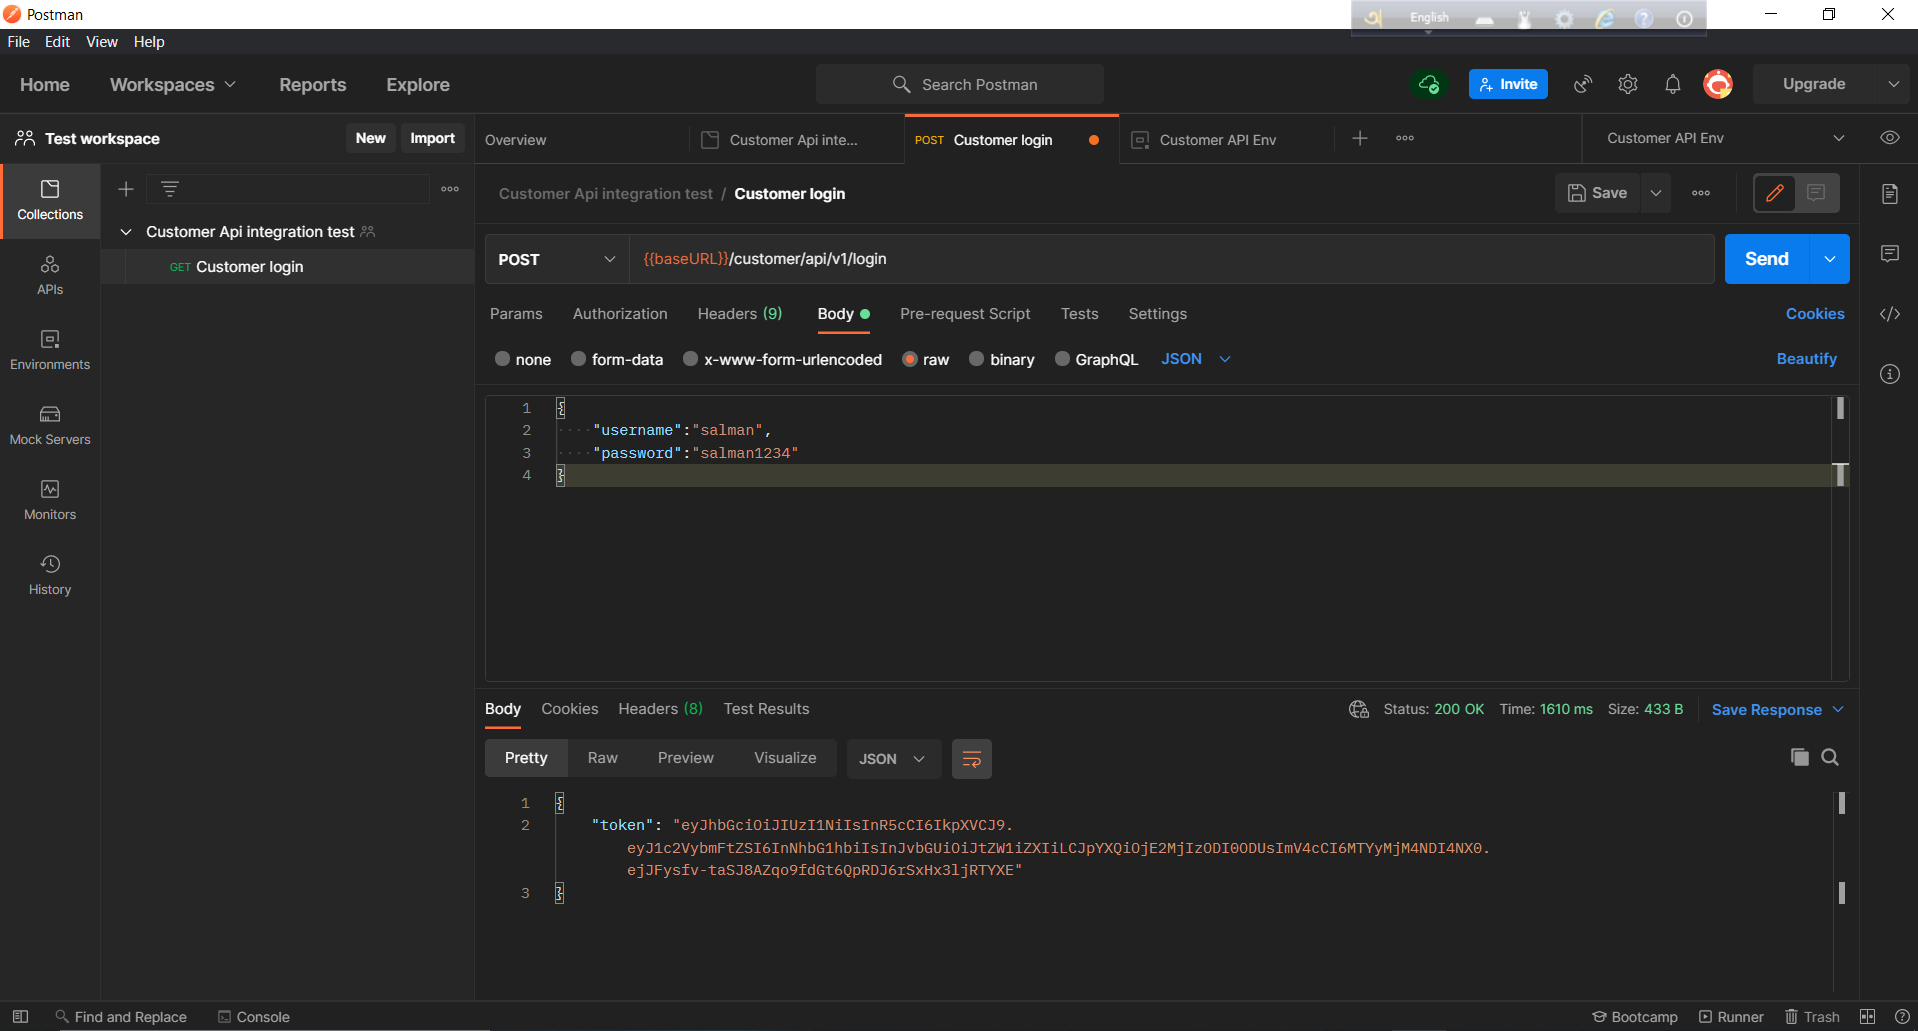 Postman
English
File Edit View Help
Home Workspaces Reports Explore Search Postman Invite Upgrade
Test workspace New Import Overview Customer Api inte... POST Customer login Customer API Env Customer API Env
Collections
APIs
Environments
Mock Servers
Monitors
History
Customer Api integration test
GET Customer login
Customer Api integration test / Customer login Save
POST {{baseURL}}/customer/api/v1/login Send
Params Authorization Headers (9) Body Pre-request Script Tests Settings Cookies
none form-data x-www-form-urlencoded raw binary GraphQL JSON Beautify
1 {
2 "username":"salman",
3 "password":"salman1234"
4 }
Body Cookies Headers (8) Test Results Status: 200 OK Time: 1610 ms Size: 433 B Save Response
Pretty Raw Preview Visualize JSON
1 {
2 "token": "eyJhbGciOiJIUzI1NiIsInR5cCI6IkpXVCJ9.
eyJ1c2VybmFtZSI6InNhbG1hbiIsInJvbGUiOiJtZW1iZXIiLCJpYXQiOjE2MjIzODI0ODUsImV4cCI6MTYyMjM4NDI4NX0.
ejJFysfv-taSJ8AZqo9fdGt6QpRDJ6rSxHx3ljRTYXE"
3 }
Find and Replace Console Bootcamp Runner Trash